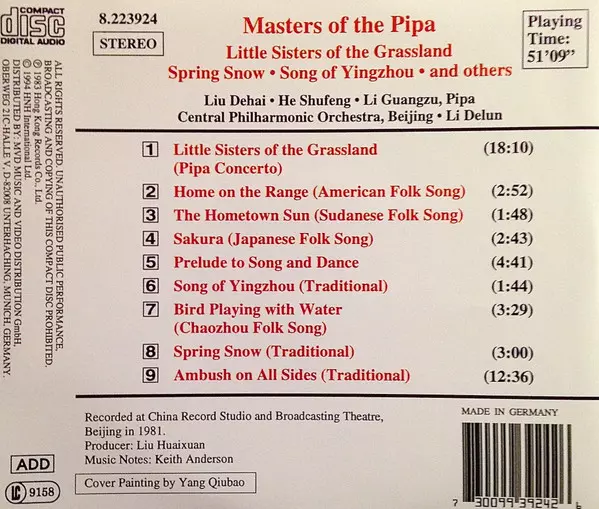 COMPACT
disc
DIGITAL AUDIO
8.223924
STEREO
Masters of the Pipa
Little Sisters of the Grassland
Spring Snow • Song of Yingzhou • and others
Playing
Time:
51'09"
Liu Dehai • He Shufeng • Li Guangzu, Pipa
Central Philharmonic Orchestra, Beijing • Li Delun
1 Little Sisters of the Grassland (18:10)
(Pipa Concerto)
2 Home on the Range (American Folk Song) (2:52)
3 The Hometown Sun (Sudanese Folk Song) (1:48)
4 Sakura (Japanese Folk Song) (2:43)
5 Prelude to Song and Dance (4:41)
6 Song of Yingzhou (Traditional) (1:44)
7 Bird Playing with Water (3:29)
(Chaozhou Folk Song)
8 Spring Snow (Traditional) (3:00)
9 Ambush on All Sides (Traditional) (12:36)
ALL RIGHTS RESERVED. UNAUTHORISED PUBLIC PERFORMANCE,
BROADCASTING AND COPYING OF THIS COMPACT DISC PROHIBITED.
℗ 1983 Hong Kong Records Co., Ltd.
© 1994 HNH International Ltd.
DISTRIBUTED BY: MVD MUSIC AND VIDEO DISTRIBUTION GmbH,
OBERWEG 21C-HALLE V, D-82008 UNTERHACHING, MUNICH, GERMANY.
Recorded at China Record Studio and Broadcasting Theatre,
Beijing in 1981.
Producer: Liu Huaixuan
Music Notes: Keith Anderson
Cover Painting by Yang Qiubao
ADD
LC 9158
MADE IN GERMANY
7 30099 39242 6